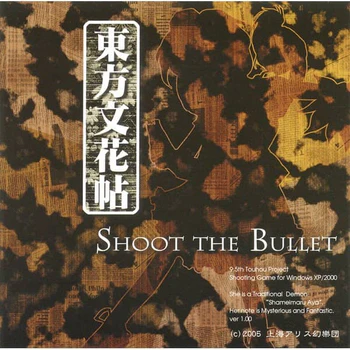 東方文花帖
SHOOT THE BULLET
9.5th Touhou Project
Shooting Game for Windows XP/2000
She is a Traditional Demon.
"Shameimaru Aya"
Hernote is Mysterious and Fantastic.
ver 1.00
(c) 2005 上海アリス幻樂団